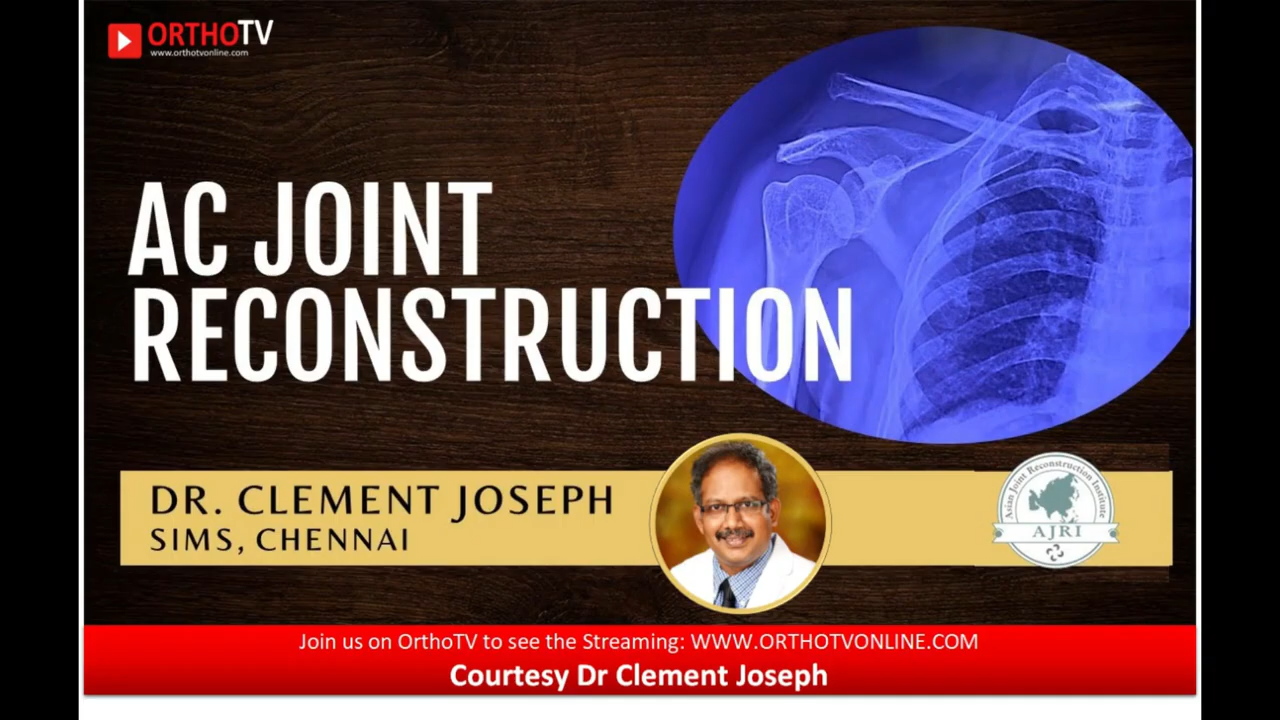 ORTHOTV
www.orthotvonline.com
AC JOINT
RECONSTRUCTION
DR. CLEMENT JOSEPH
SIMS, CHENNAI
Asian Joint Reconstruction Institute
AJRI
Join us on OrthoTV to see the Streaming: WWW.ORTHOTVONLINE.COM
Courtesy Dr Clement Joseph